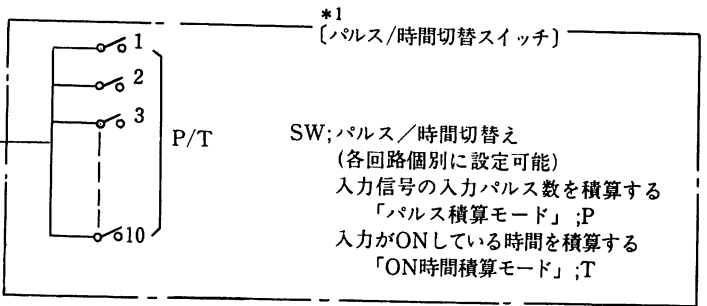 *1
〔パルス/時間切替スイッチ〕
1
2
3
10
P/T
SW;パルス／時間切替え
(各回路個別に設定可能)
入力信号の入力パルス数を積算する
「パルス積算モード」;P
入力がONしている時間を積算する
「ON時間積算モード」;T